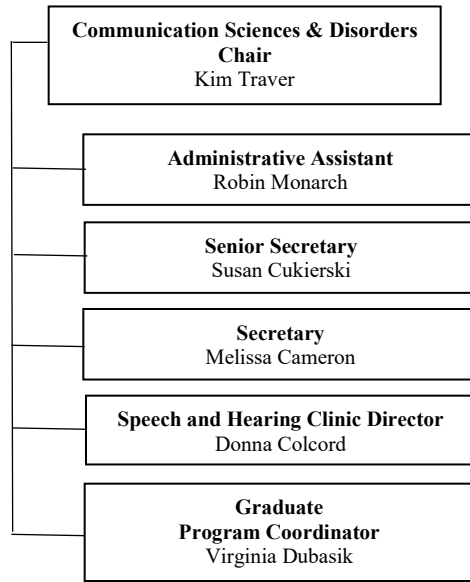 Communication Sciences & Disorders
Chair
Kim Traver
Administrative Assistant
Robin Monarch
Senior Secretary
Susan Cukierski
Secretary
Melissa Cameron
Speech and Hearing Clinic Director
Donna Colcord
Graduate
Program Coordinator
Virginia Dubasik